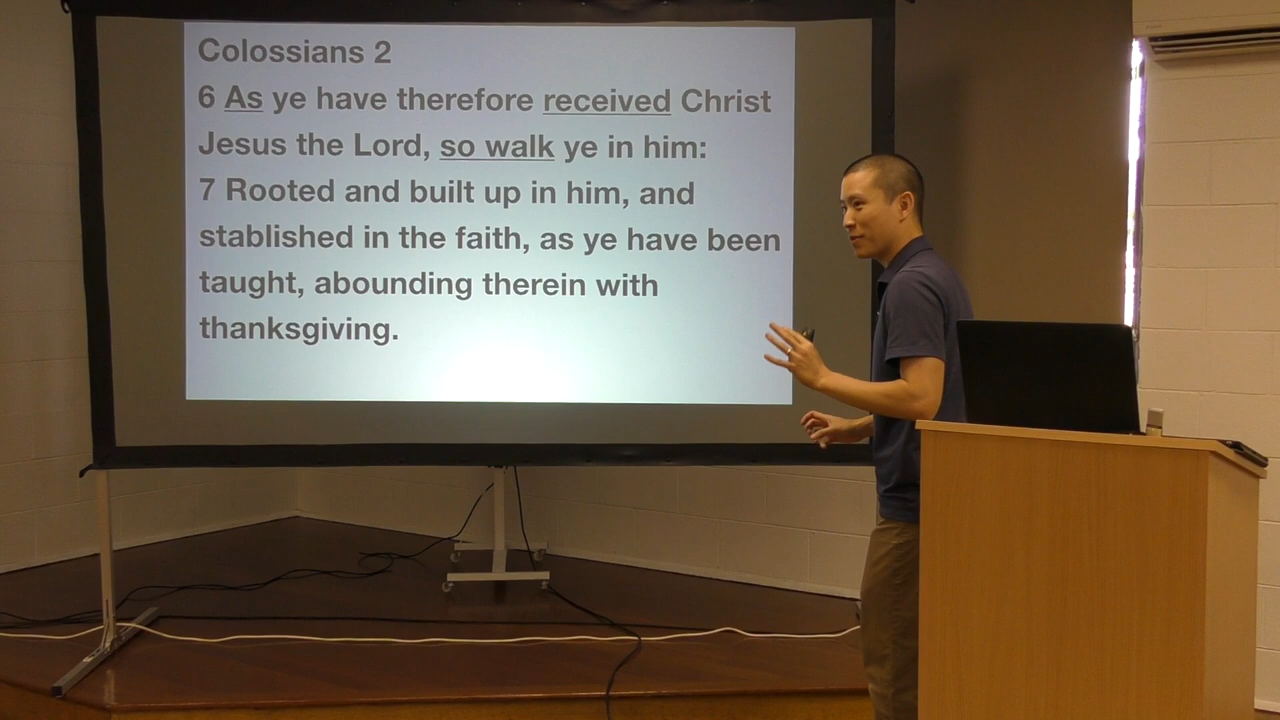 Colossians 2
6 As ye have therefore received Christ
Jesus the Lord, so walk ye in him:
7 Rooted and built up in him, and
stablished in the faith, as ye have been
taught, abounding therein with
thanksgiving.